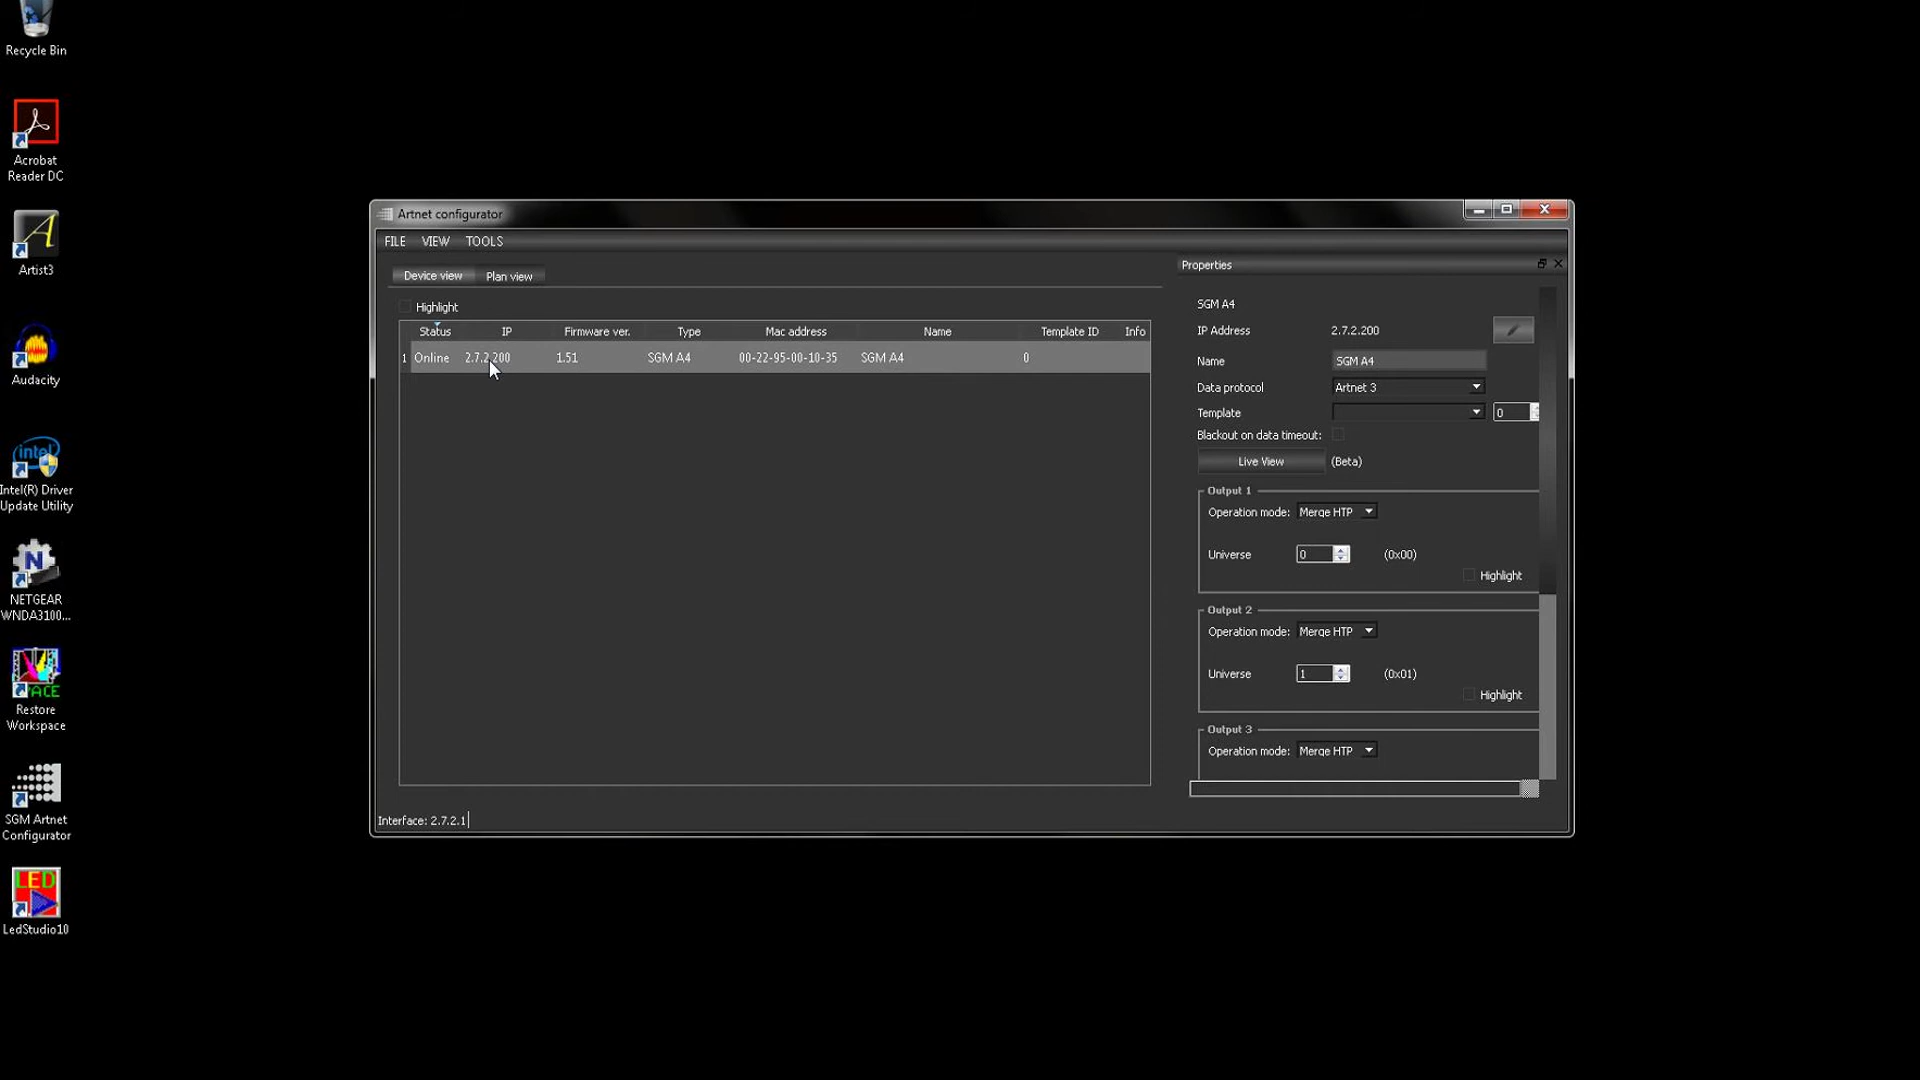 Recycle Bin
Acrobat
Reader DC
Artist3
Audacity
intel
Intel(R) Driver
Update Utility
N
NETGEAR
WNDA3100...
PACE
Restore
Workspace
SGM Artnet
Configurator
LED
LedStudio10
Artnet configurator
FILE VIEW TOOLS
Device view Plan view
Highlight
Status IP Firmware ver. Type Mac address Name Template ID Info
1 Online 2.7.2.200 1.51 SGM A4 00-22-95-00-10-35 SGM A4 0
Interface: 2.7.2.1
Properties
SGM A4
IP Address 2.7.2.200
Name SGM A4
Data protocol Artnet 3
Template 0
Blackout on data timeout:
Live View (Beta)
Output 1
Operation mode: Merge HTP
Universe 0 (0x00)
Highlight
Output 2
Operation mode: Merge HTP
Universe 1 (0x01)
Highlight
Output 3
Operation mode: Merge HTP